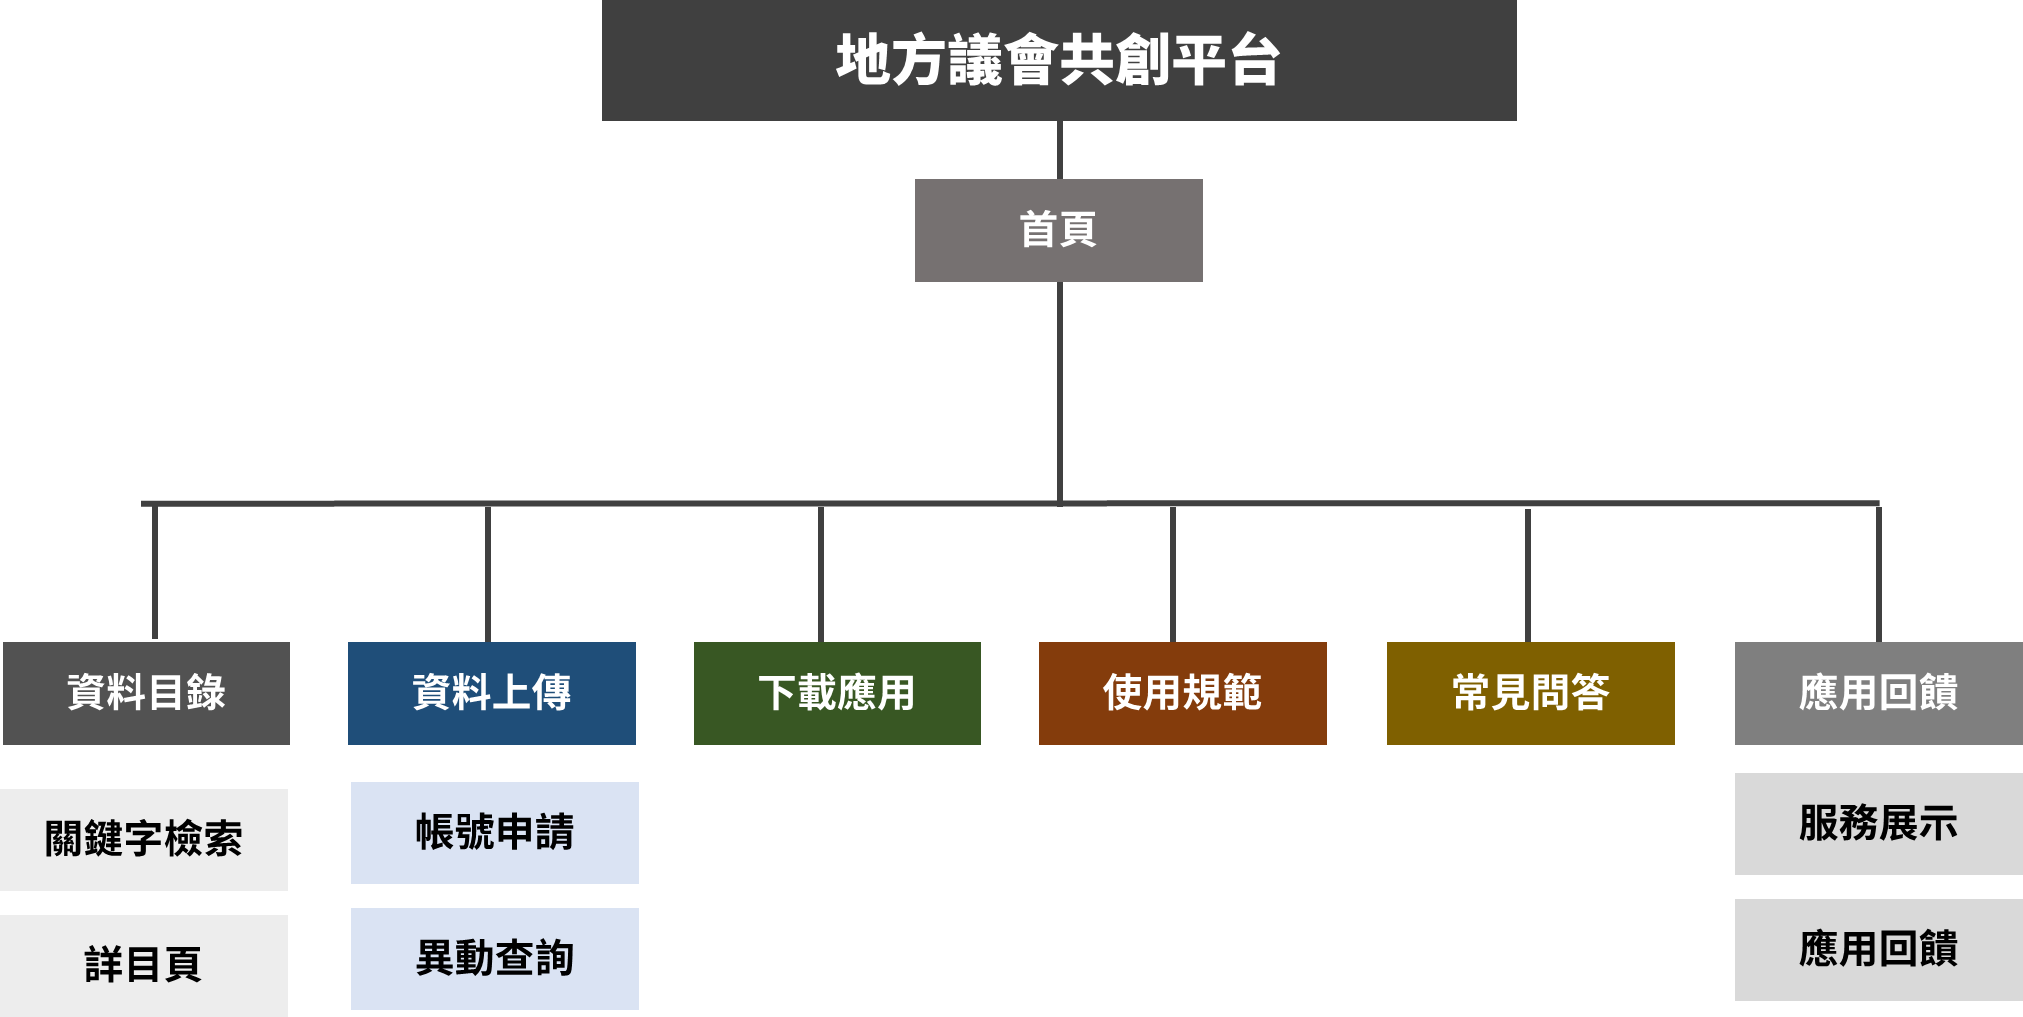 地方議會共創平台
首頁
資料目錄
資料上傳
下載應用
使用規範
常見問答
應用回饋
關鍵字檢索
帳號申請
服務展示
詳目頁
異動查詢
應用回饋